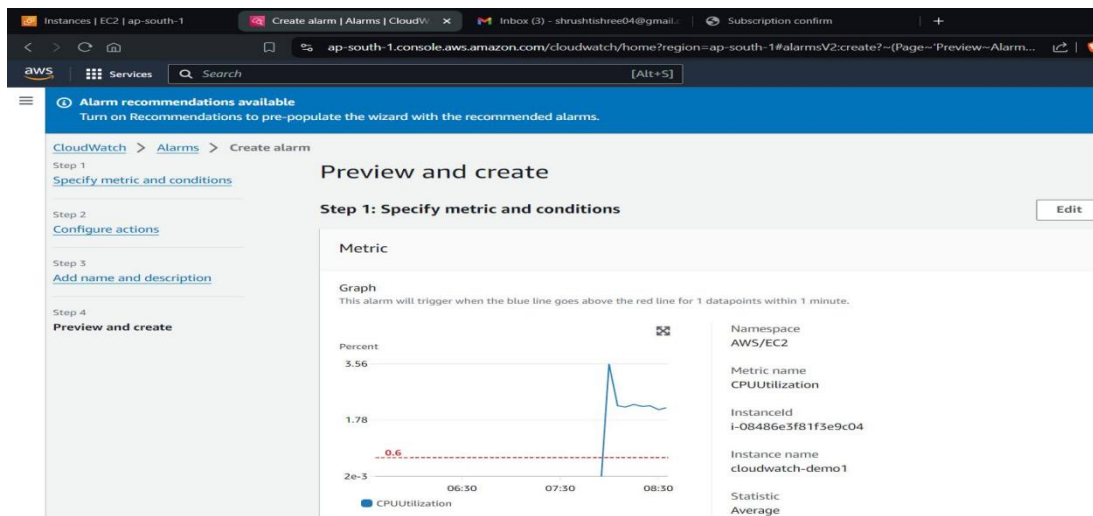 Instances | EC2 | ap-south-1
Create alarm | Alarms | CloudW
Inbox (3) - shrushtishree04@gmail.c
Subscription confirm
ap-south-1.console.aws.amazon.com/cloudwatch/home?region=ap-south-1#alarmsV2:create?~(Page~'Preview~Alarm...
aws
Services
Search
[Alt+S]
Alarm recommendations available
Turn on Recommendations to pre-populate the wizard with the recommended alarms.
CloudWatch > Alarms > Create alarm
Step 1
Specify metric and conditions
Step 2
Configure actions
Step 3
Add name and description
Step 4
Preview and create
Preview and create
Step 1: Specify metric and conditions
Edit
Metric
Graph
This alarm will trigger when the blue line goes above the red line for 1 datapoints within 1 minute.
Percent
3.56
1.78
0.6
2e-3
06:30 07:30 08:30
CPUUtilization
Namespace
AWS/EC2
Metric name
CPUUtilization
InstanceId
i-08486e3f81f3e9c04
Instance name
cloudwatch-demo1
Statistic
Average